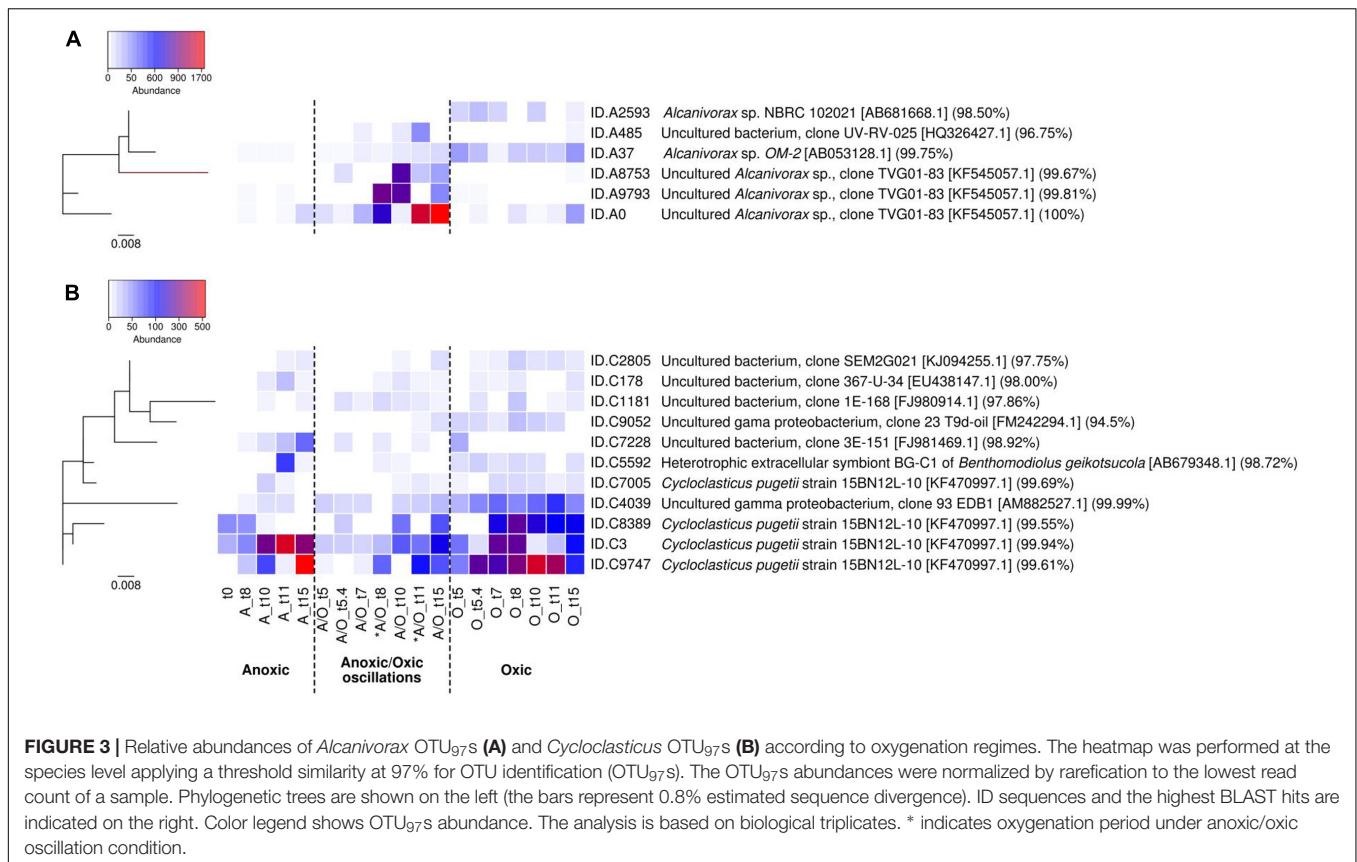 A
0 50 600 900 1700
Abundance
ID.A2593 Alcanivorax sp. NBRC 102021 [AB681668.1] (98.50%)
ID.A485 Uncultured bacterium, clone UV-RV-025 [HQ326427.1] (96.75%)
ID.A37 Alcanivorax sp. OM-2 [AB053128.1] (99.75%)
ID.A8753 Uncultured Alcanivorax sp., clone TVG01-83 [KF545057.1] (99.67%)
ID.A9793 Uncultured Alcanivorax sp., clone TVG01-83 [KF545057.1] (99.81%)
ID.A0 Uncultured Alcanivorax sp., clone TVG01-83 [KF545057.1] (100%)
0.008
B
0 50 100 300 500
Abundance
ID.C2805 Uncultured bacterium, clone SEM2G021 [KJ094255.1] (97.75%)
ID.C178 Uncultured bacterium, clone 367-U-34 [EU438147.1] (98.00%)
ID.C1181 Uncultured bacterium, clone 1E-168 [FJ980914.1] (97.86%)
ID.C9052 Uncultured gama proteobacterium, clone 23 T9d-oil [FM242294.1] (94.5%)
ID.C7228 Uncultured bacterium, clone 3E-151 [FJ981469.1] (98.92%)
ID.C5592 Heterotrophic extracellular symbiont BG-C1 of Benthomodiolus geikotsucola [AB679348.1] (98.72%)
ID.C7005 Cycloclasticus pugetii strain 15BN12L-10 [KF470997.1] (99.69%)
ID.C4039 Uncultured gamma proteobacterium, clone 93 EDB1 [AM882527.1] (99.99%)
ID.C8389 Cycloclasticus pugetii strain 15BN12L-10 [KF470997.1] (99.55%)
ID.C3 Cycloclasticus pugetii strain 15BN12L-10 [KF470997.1] (99.94%)
ID.C9747 Cycloclasticus pugetii strain 15BN12L-10 [KF470997.1] (99.61%)
0.008
t0 A_t8 A_t10 A_t11 A_t15 A/O_t5 A/O_t5.4 A/O_t7 *A/O_t8 A/O_t10 *A/O_t11 A/O_t15 O_t5 O_t5.4 O_t7 O_t8 O_t10 O_t11 O_t15
Anoxic
Anoxic/Oxic
oscillations
Oxic
FIGURE 3 | Relative abundances of Alcanivorax OTU97s (A) and Cycloclasticus OTU97s (B) according to oxygenation regimes. The heatmap was performed at the
species level applying a threshold similarity at 97% for OTU identification (OTU97s). The OTU97s abundances were normalized by rarefication to the lowest read
count of a sample. Phylogenetic trees are shown on the left (the bars represent 0.8% estimated sequence divergence). ID sequences and the highest BLAST hits are
indicated on the right. Color legend shows OTU97s abundance. The analysis is based on biological triplicates. * indicates oxygenation period under anoxic/oxic
oscillation condition.